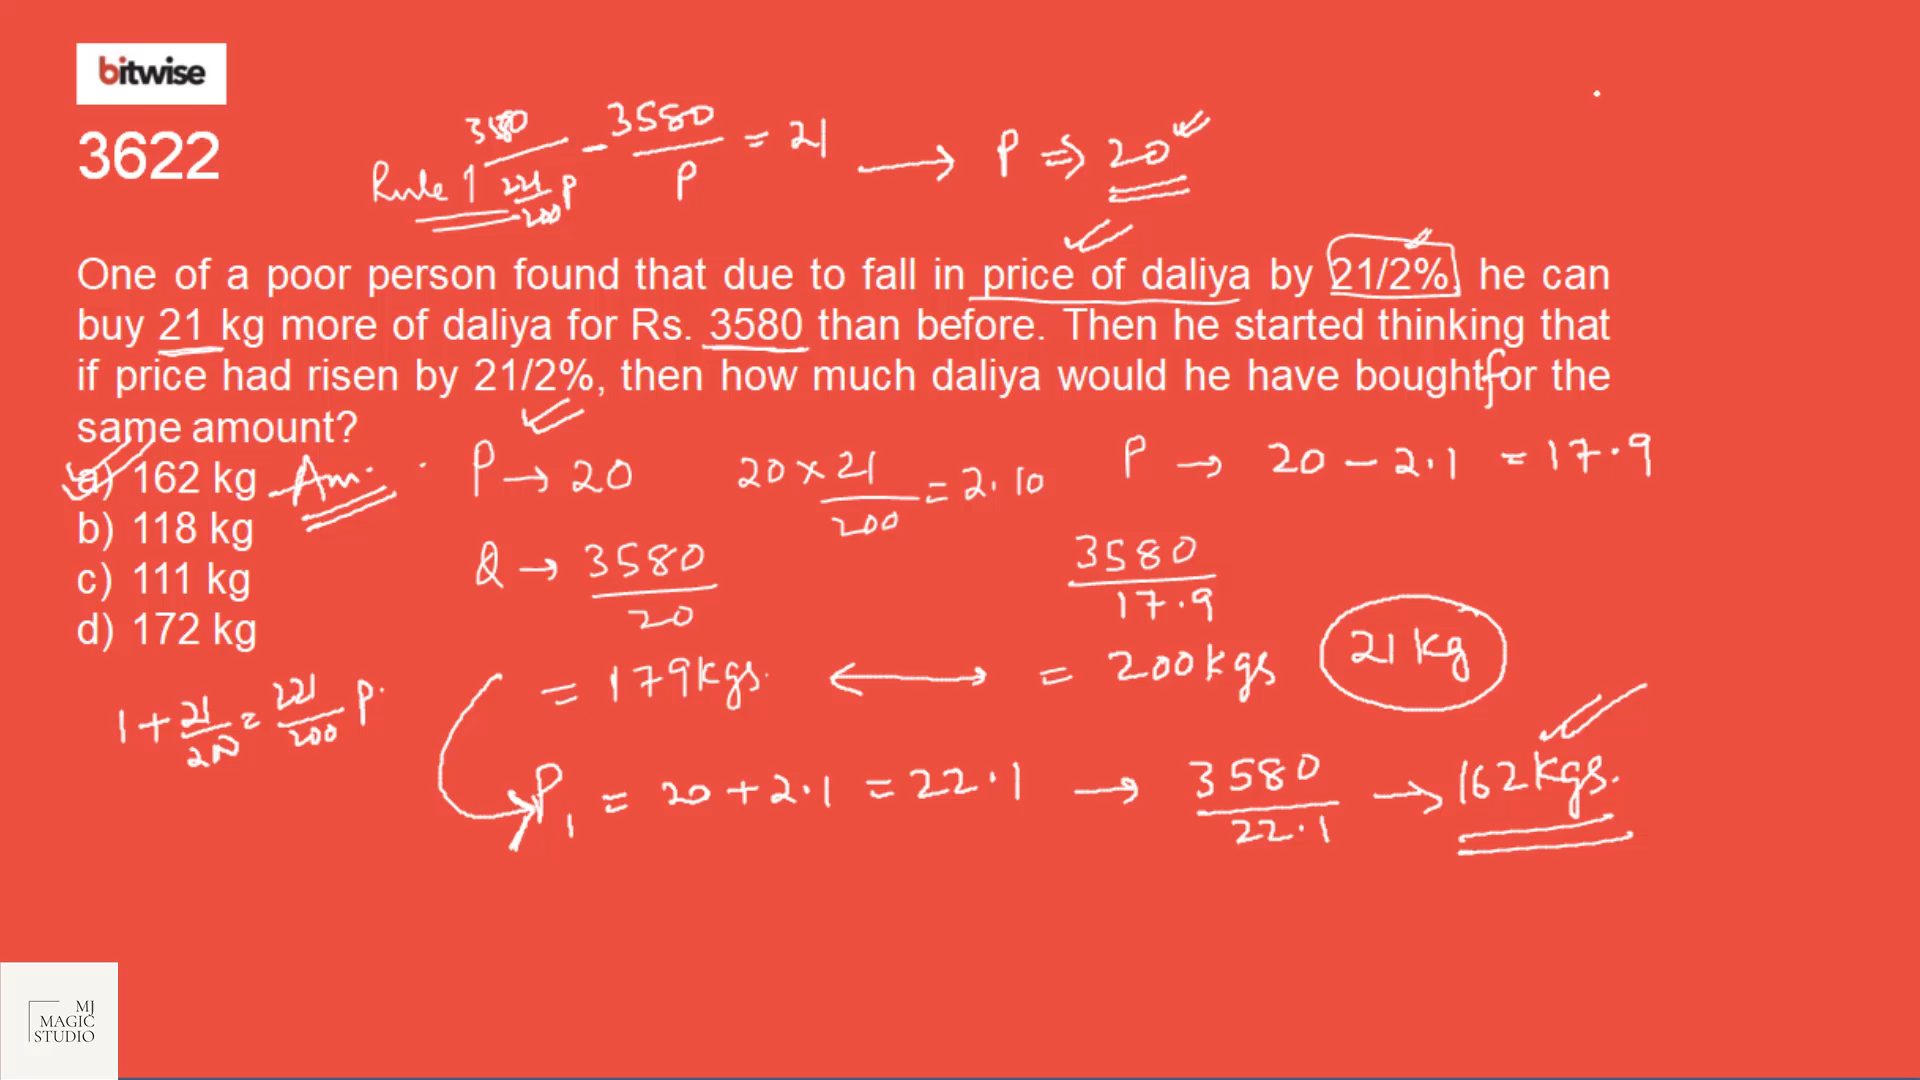 bitwise
3622
Rule 1 3580/(221/200 P) - 3580/P = 21 → P ⇒ 20
One of a poor person found that due to fall in price of daliya by 21/2%, he can
buy 21 kg more of daliya for Rs. 3580 than before. Then he started thinking that
if price had risen by 21/2%, then how much daliya would he have bought for the
same amount?
a) 162 kg Ans.
b) 118 kg
c) 111 kg
d) 172 kg
P → 20 20 × 21/200 = 2.10 P → 20 - 2.1 = 17.9
Q → 3580/20 3580/17.9
= 179 kgs. ↔ = 200 kgs 21 kg
1 + 21/200 = 221/200 P.
P1 = 20 + 2.1 = 22.1 → 3580/22.1 → 162 kgs.
MJ
MAGIC
STUDIO